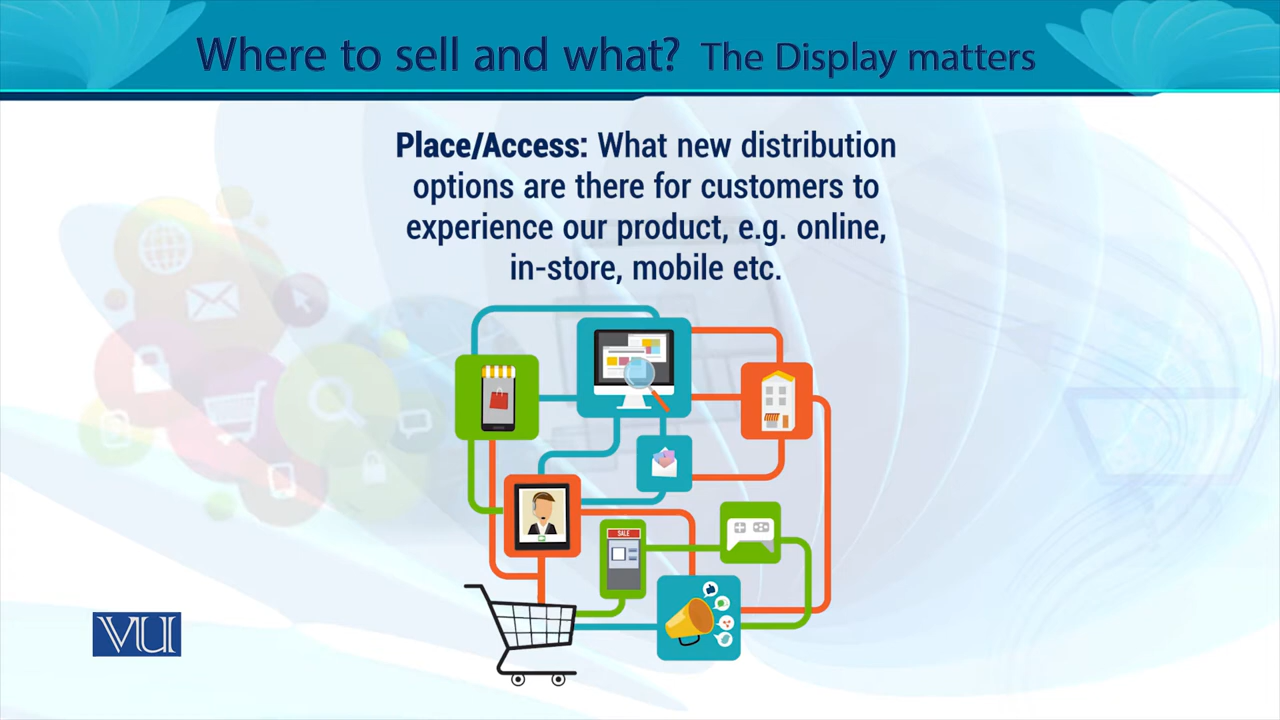 Where to sell and what? The Display matters
Place/Access: What new distribution
options are there for customers to
experience our product, e.g. online,
in-store, mobile etc.
SALE
VU